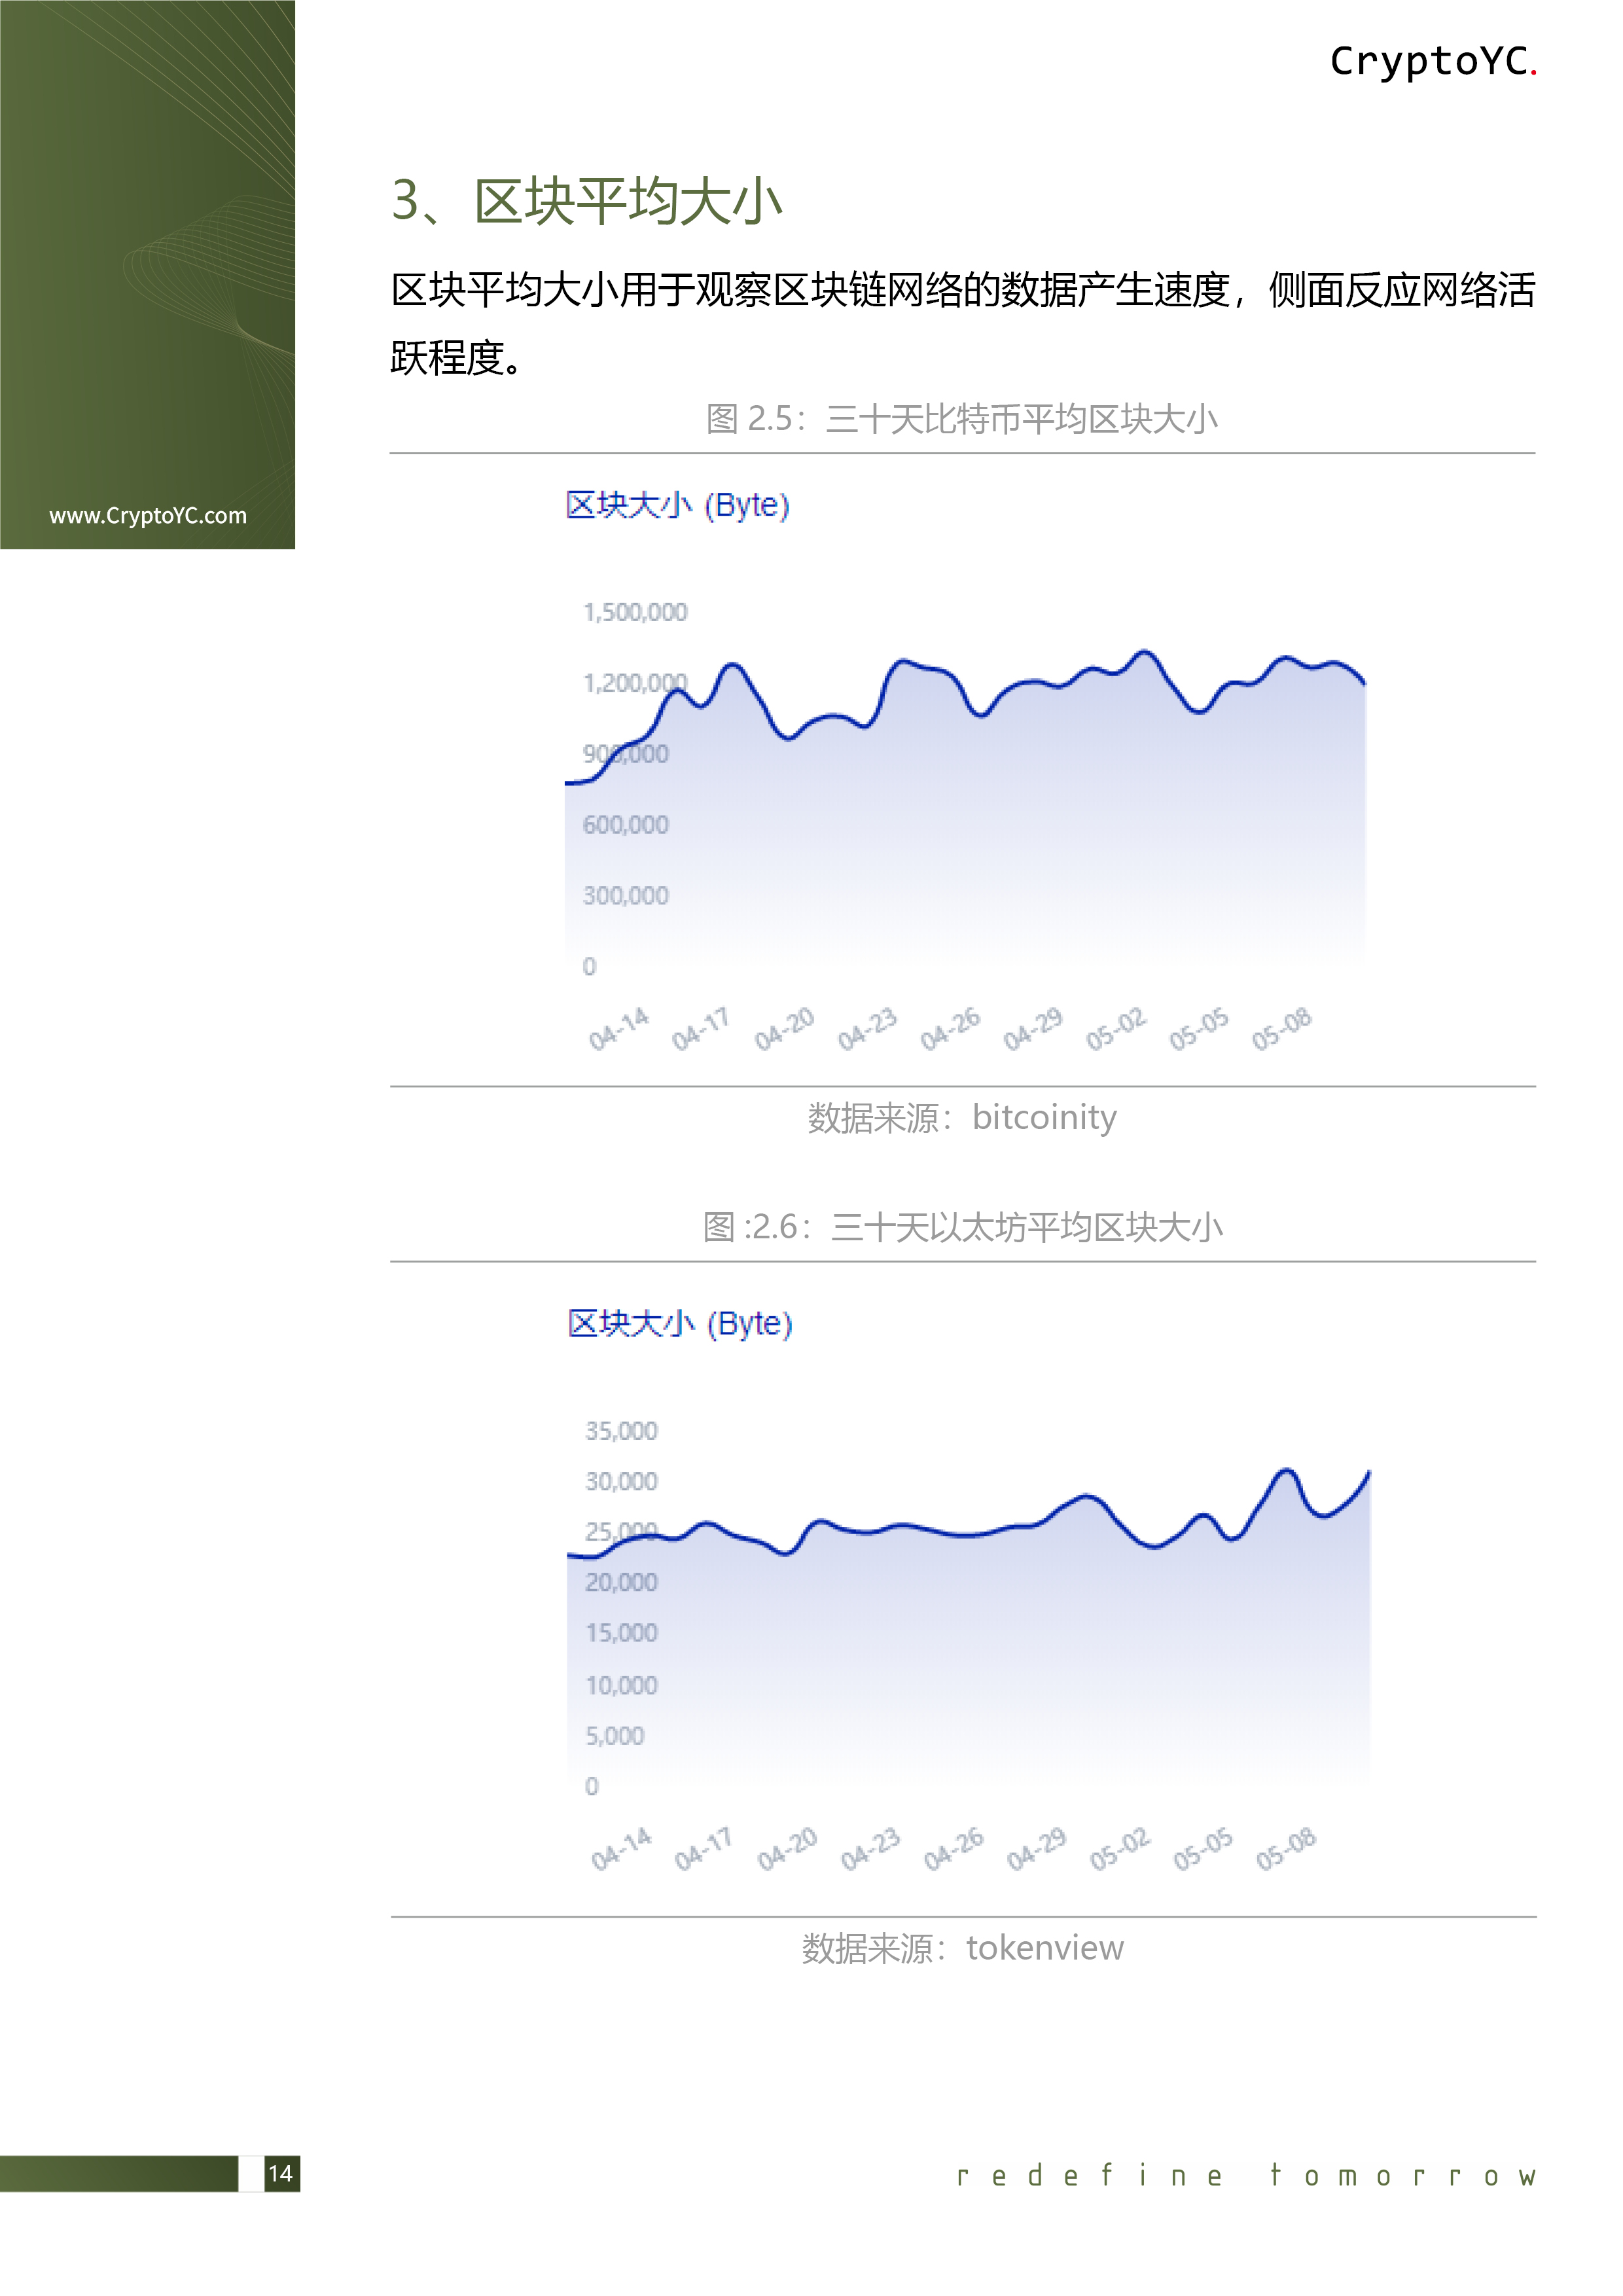 CryptoYC.
www.CryptoYC.com
3、区块平均大小
区块平均大小用于观察区块链网络的数据产生速度，侧面反应网络活
跃程度。
图 2.5：三十天比特币平均区块大小
区块大小 (Byte)
1,500,000
1,200,000
900,000
600,000
300,000
0
04-14 04-17 04-20 04-23 04-26 04-29 05-02 05-05 05-08
数据来源：bitcoinity
图 :2.6：三十天以太坊平均区块大小
区块大小 (Byte)
35,000
30,000
25,000
20,000
15,000
10,000
5,000
0
04-14 04-17 04-20 04-23 04-26 04-29 05-02 05-05 05-08
数据来源：tokenview
14
redefine tomorrow